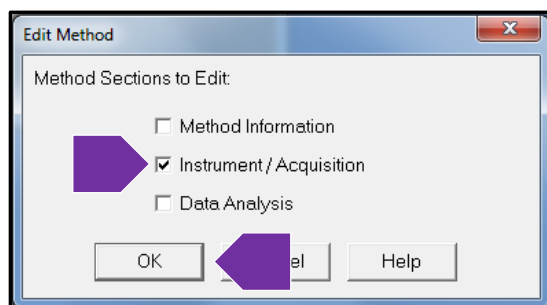 Edit Method
Method Sections to Edit:
Method Information
Instrument / Acquisition
Data Analysis
OK
Help